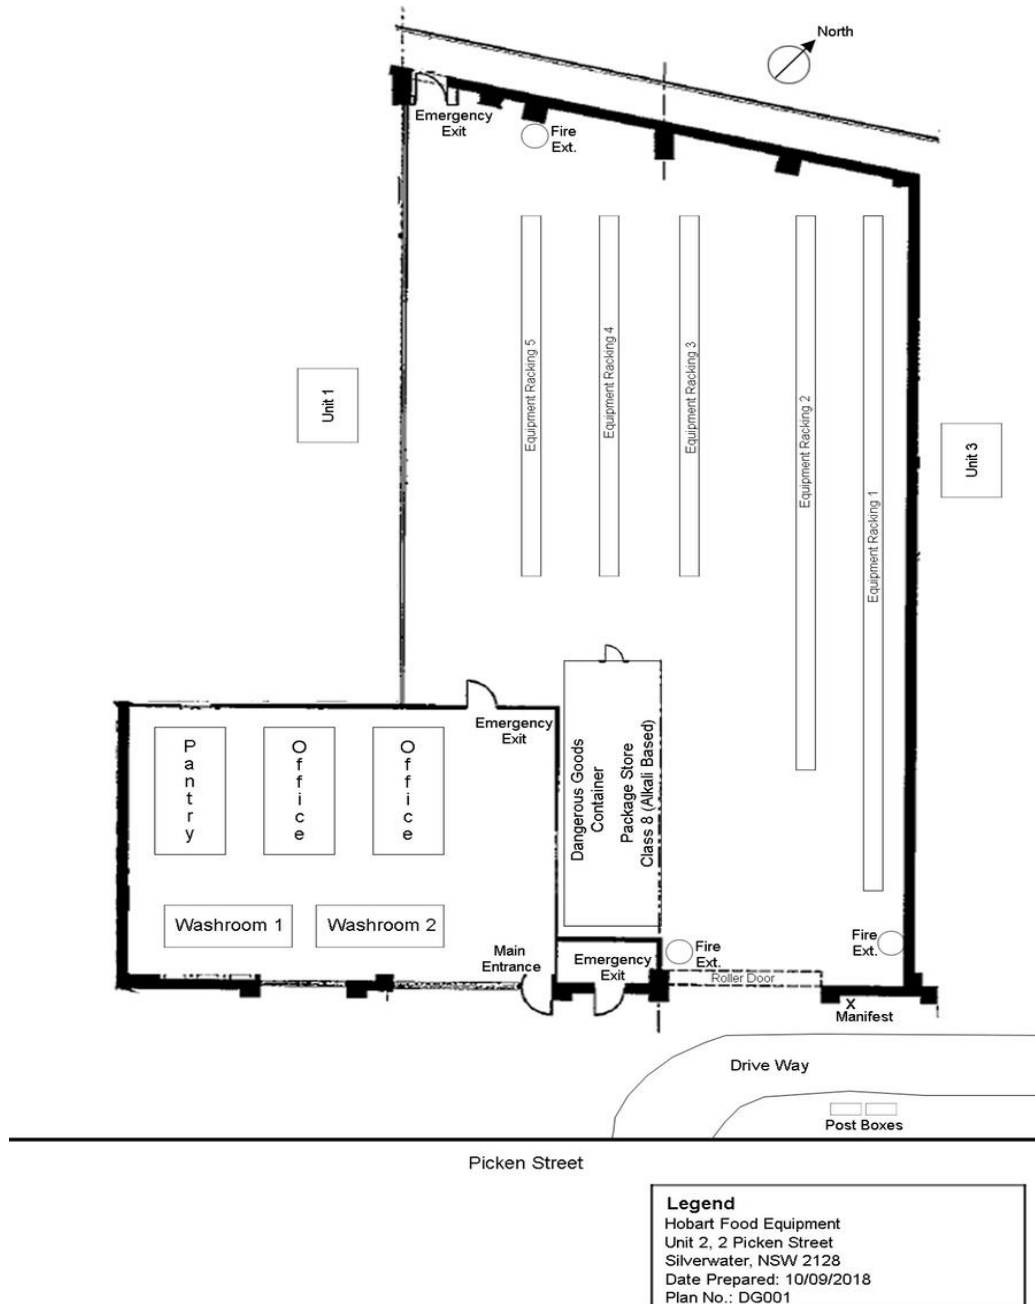 North
Emergency
Exit
Fire
Ext.
Equipment Racking 5
Equipment Racking 4
Equipment Racking 3
Equipment Racking 2
Equipment Racking 1
Unit 1
Unit 3
Emergency
Exit
Pantry
Office
Office
Dangerous Goods
Container
Package Store
Class 8 (Alkali Based)
Washroom 1
Washroom 2
Main
Entrance
Emergency
Exit
Fire
Ext.
Roller Door
Fire
Ext.
X
Manifest
Drive Way
Post Boxes
Picken Street
Legend
Hobart Food Equipment
Unit 2, 2 Picken Street
Silverwater, NSW 2128
Date Prepared: 10/09/2018
Plan No.: DG001